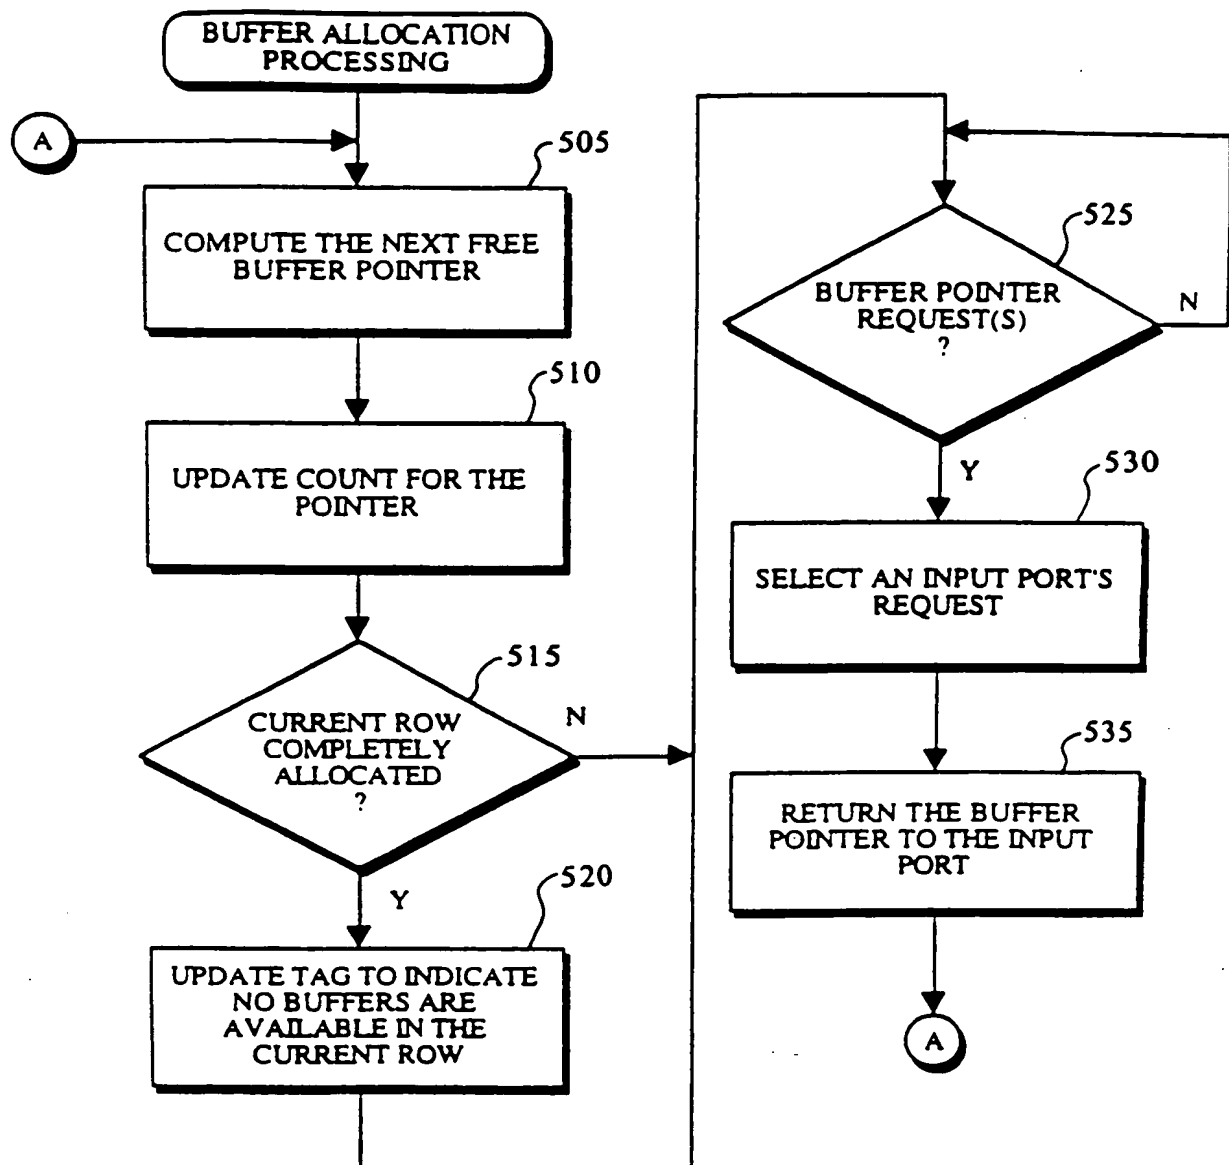 BUFFER ALLOCATION
PROCESSING
A
505
COMPUTE THE NEXT FREE
BUFFER POINTER
510
UPDATE COUNT FOR THE
POINTER
515
CURRENT ROW
COMPLETELY
ALLOCATED
?
N
Y
520
UPDATE TAG TO INDICATE
NO BUFFERS ARE
AVAILABLE IN THE
CURRENT ROW
525
BUFFER POINTER
REQUEST(S)
?
N
Y
530
SELECT AN INPUT PORT'S
REQUEST
535
RETURN THE BUFFER
POINTER TO THE INPUT
PORT
A